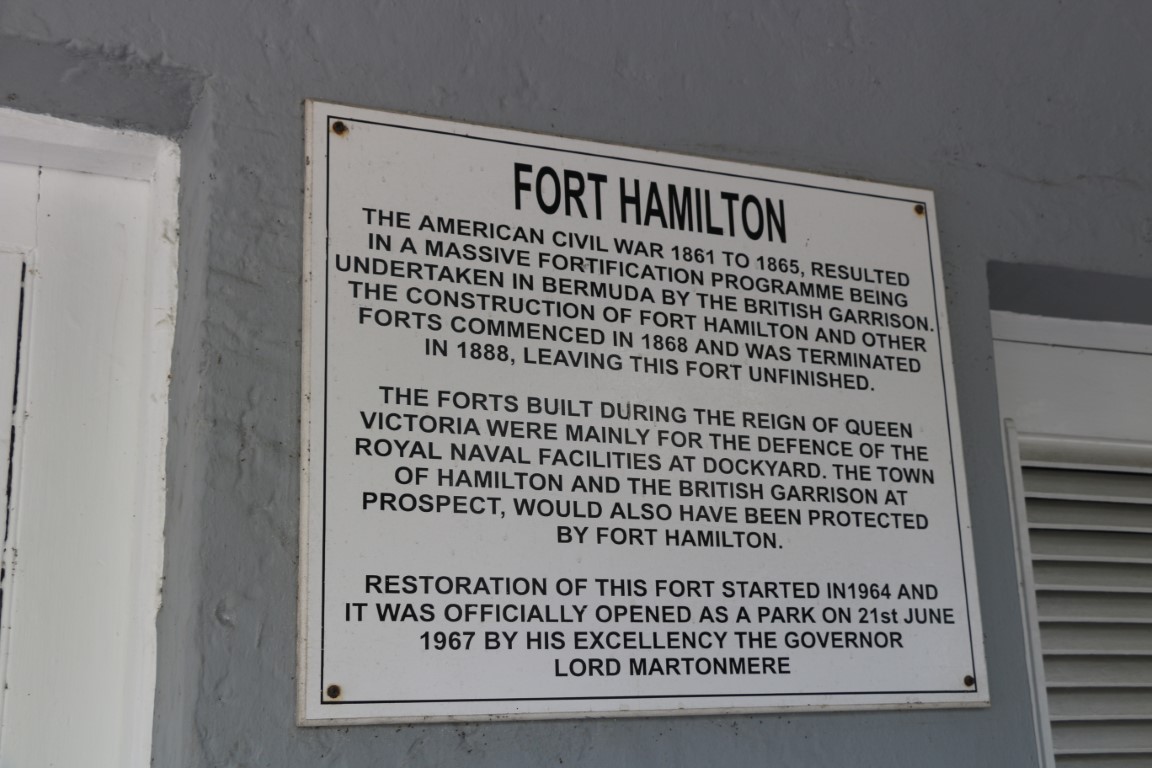 FORT HAMILTON
THE AMERICAN CIVIL WAR 1861 TO 1865, RESULTED
IN A MASSIVE FORTIFICATION PROGRAMME BEING
UNDERTAKEN IN BERMUDA BY THE BRITISH GARRISON.
THE CONSTRUCTION OF FORT HAMILTON AND OTHER
FORTS COMMENCED IN 1868 AND WAS TERMINATED
IN 1888, LEAVING THIS FORT UNFINISHED.
THE FORTS BUILT DURING THE REIGN OF QUEEN
VICTORIA WERE MAINLY FOR THE DEFENCE OF THE
ROYAL NAVAL FACILITIES AT DOCKYARD. THE TOWN
OF HAMILTON AND THE BRITISH GARRISON AT
PROSPECT, WOULD ALSO HAVE BEEN PROTECTED
BY FORT HAMILTON.
RESTORATION OF THIS FORT STARTED IN1964 AND
IT WAS OFFICIALLY OPENED AS A PARK ON 21st JUNE
1967 BY HIS EXCELLENCY THE GOVERNOR
LORD MARTONMERE